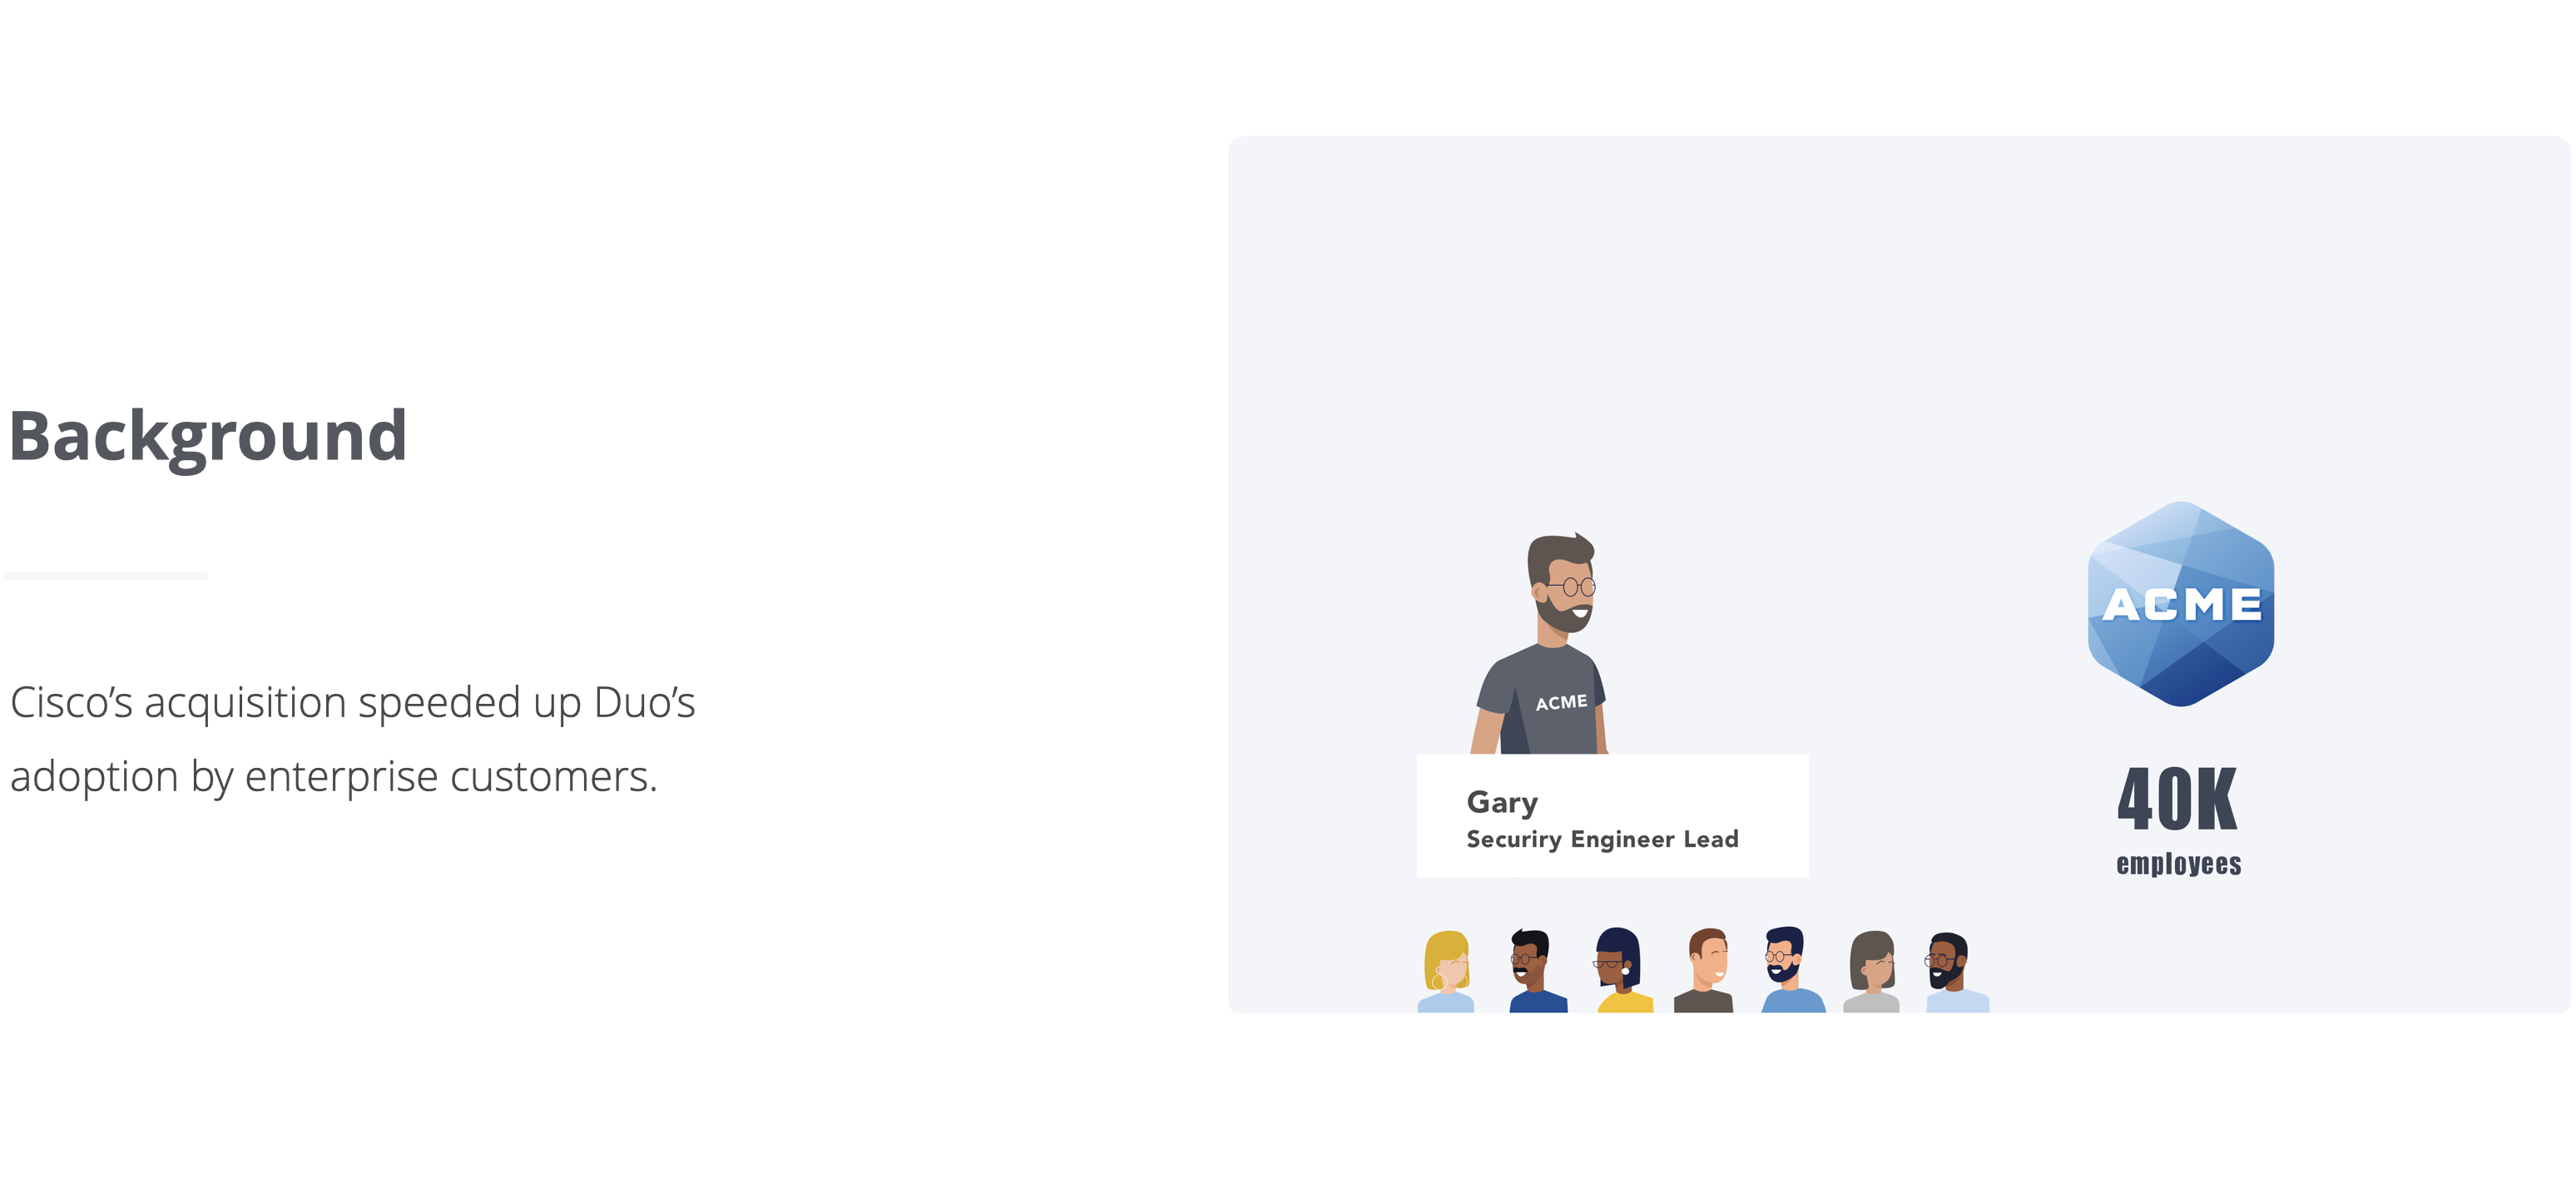 Background
Cisco’s acquisition speeded up Duo’s
adoption by enterprise customers.
ACME
Gary
Securiry Engineer Lead
ACME
40K
employees